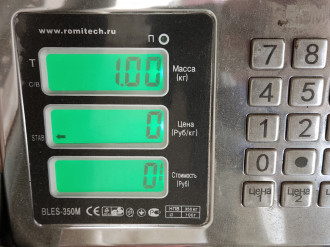 www.romitech.ru
П
Т
1.00
Масса
(кг)
С/В
0
Цена
(Руб/кг)
STAB
0
Стоимость
(Руб)
BLES-350M CE
7 8
4 5
1 2
0 •
ЦЕНА 1 ЦЕНА 2